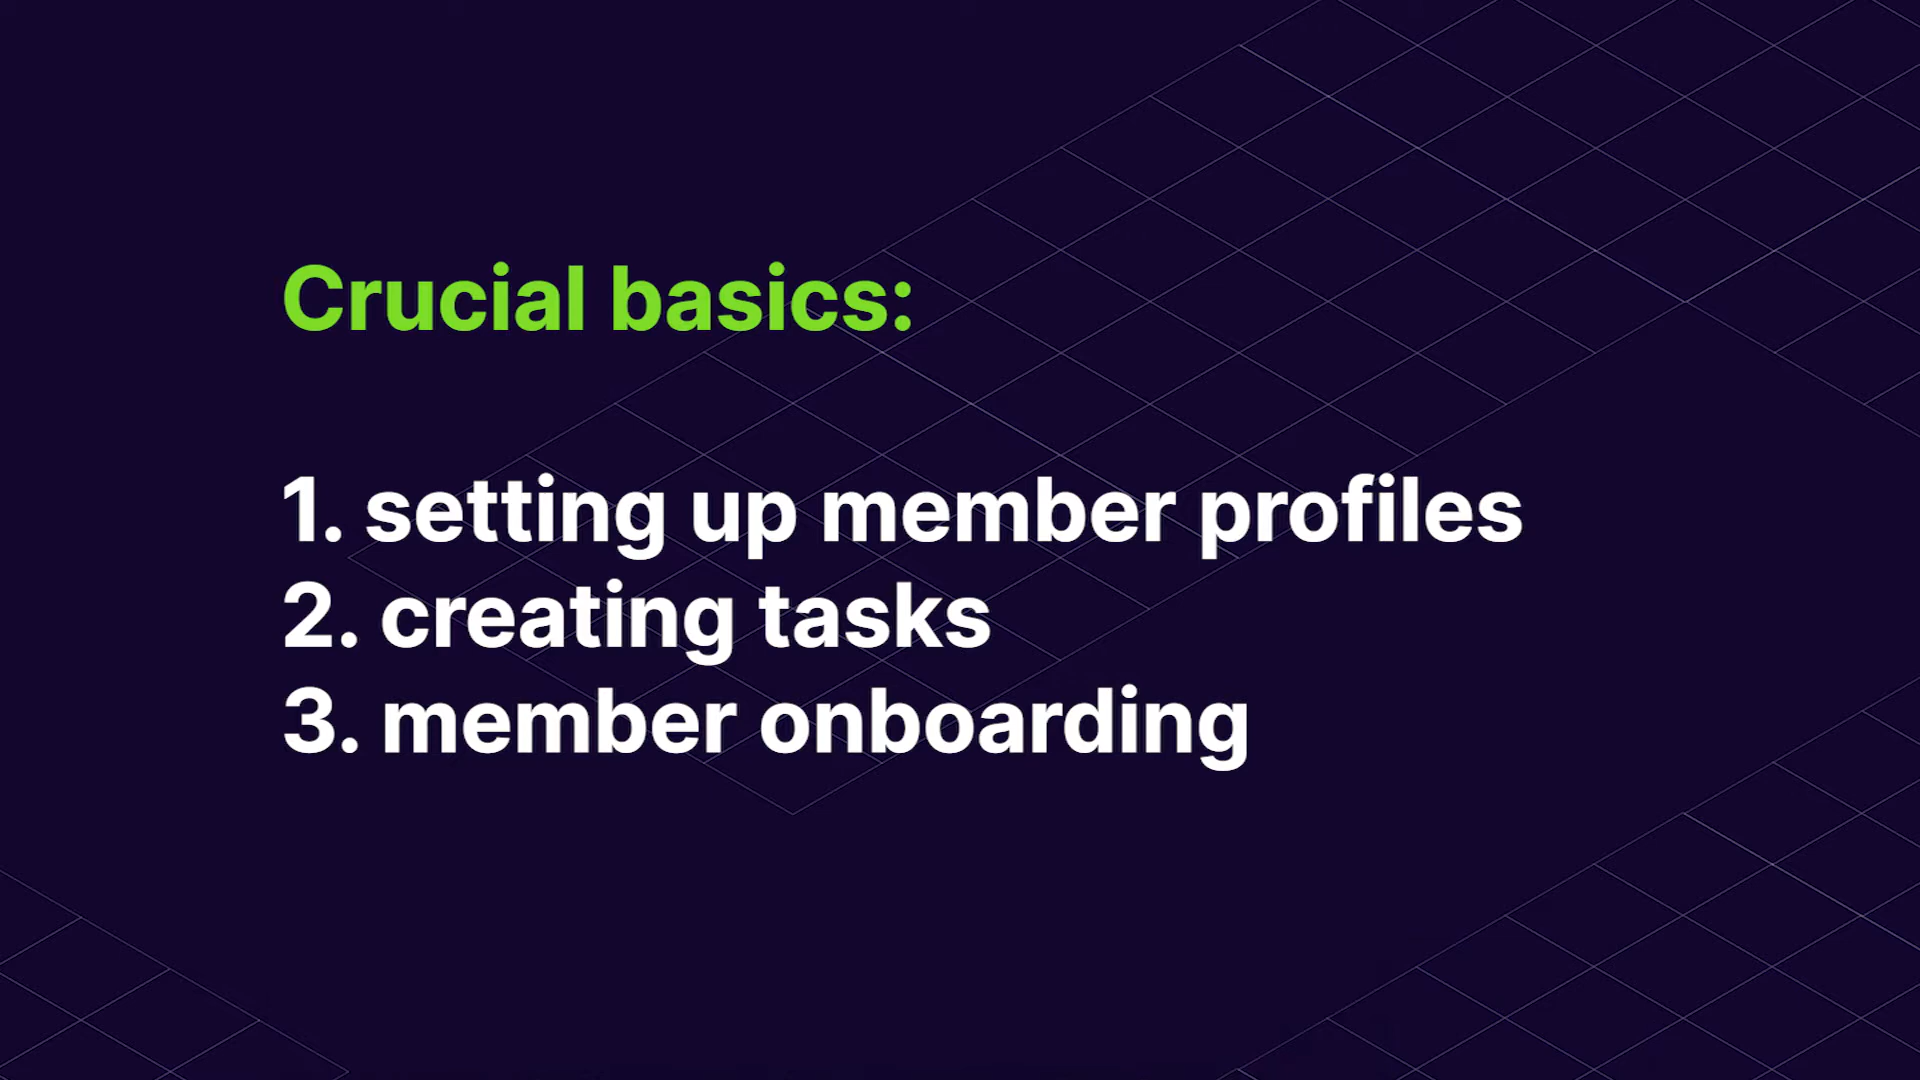 Crucial basics:
1. setting up member profiles
2. creating tasks
3. member onboarding